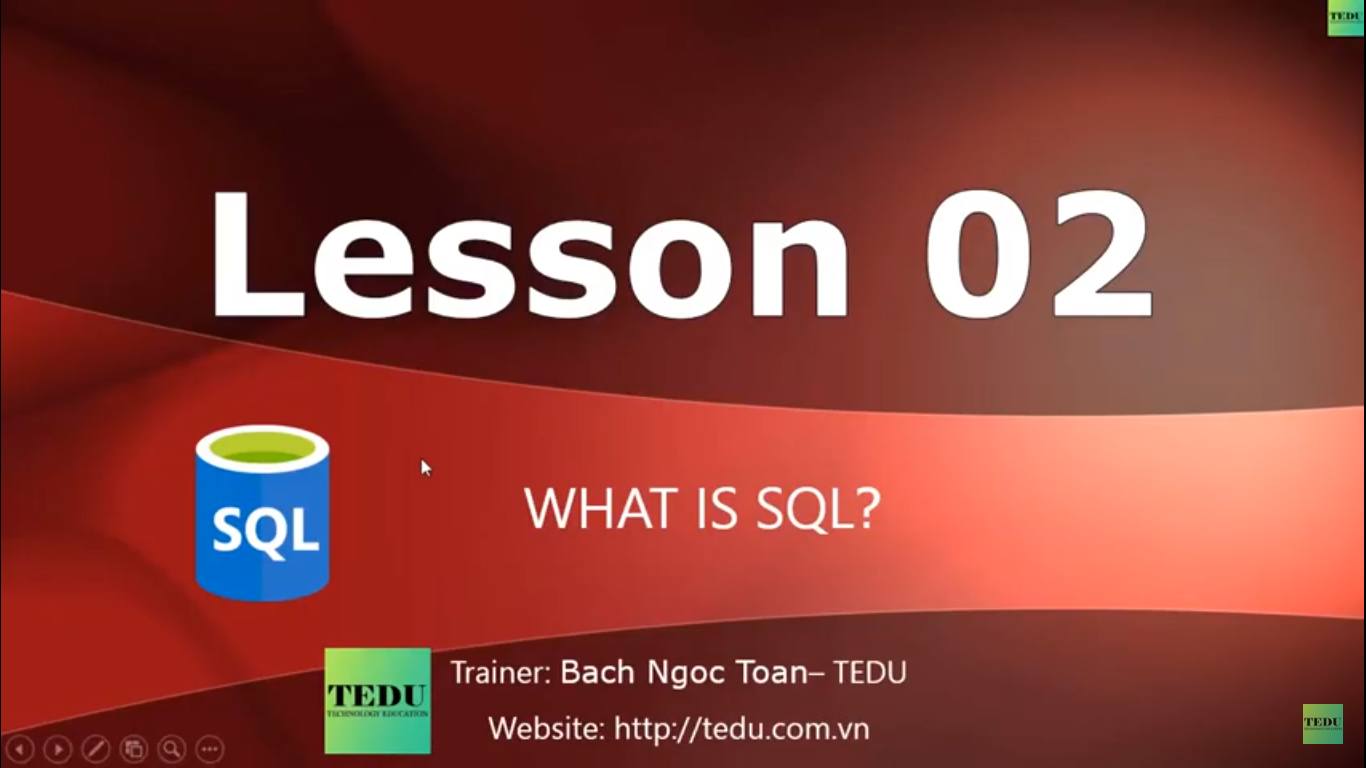 TEDU
Lesson 02
SQL
WHAT IS SQL?
TEDU
TECHNOLOGY EDUCATION
Trainer: Bach Ngoc Toan– TEDU
Website: http://tedu.com.vn
TEDU